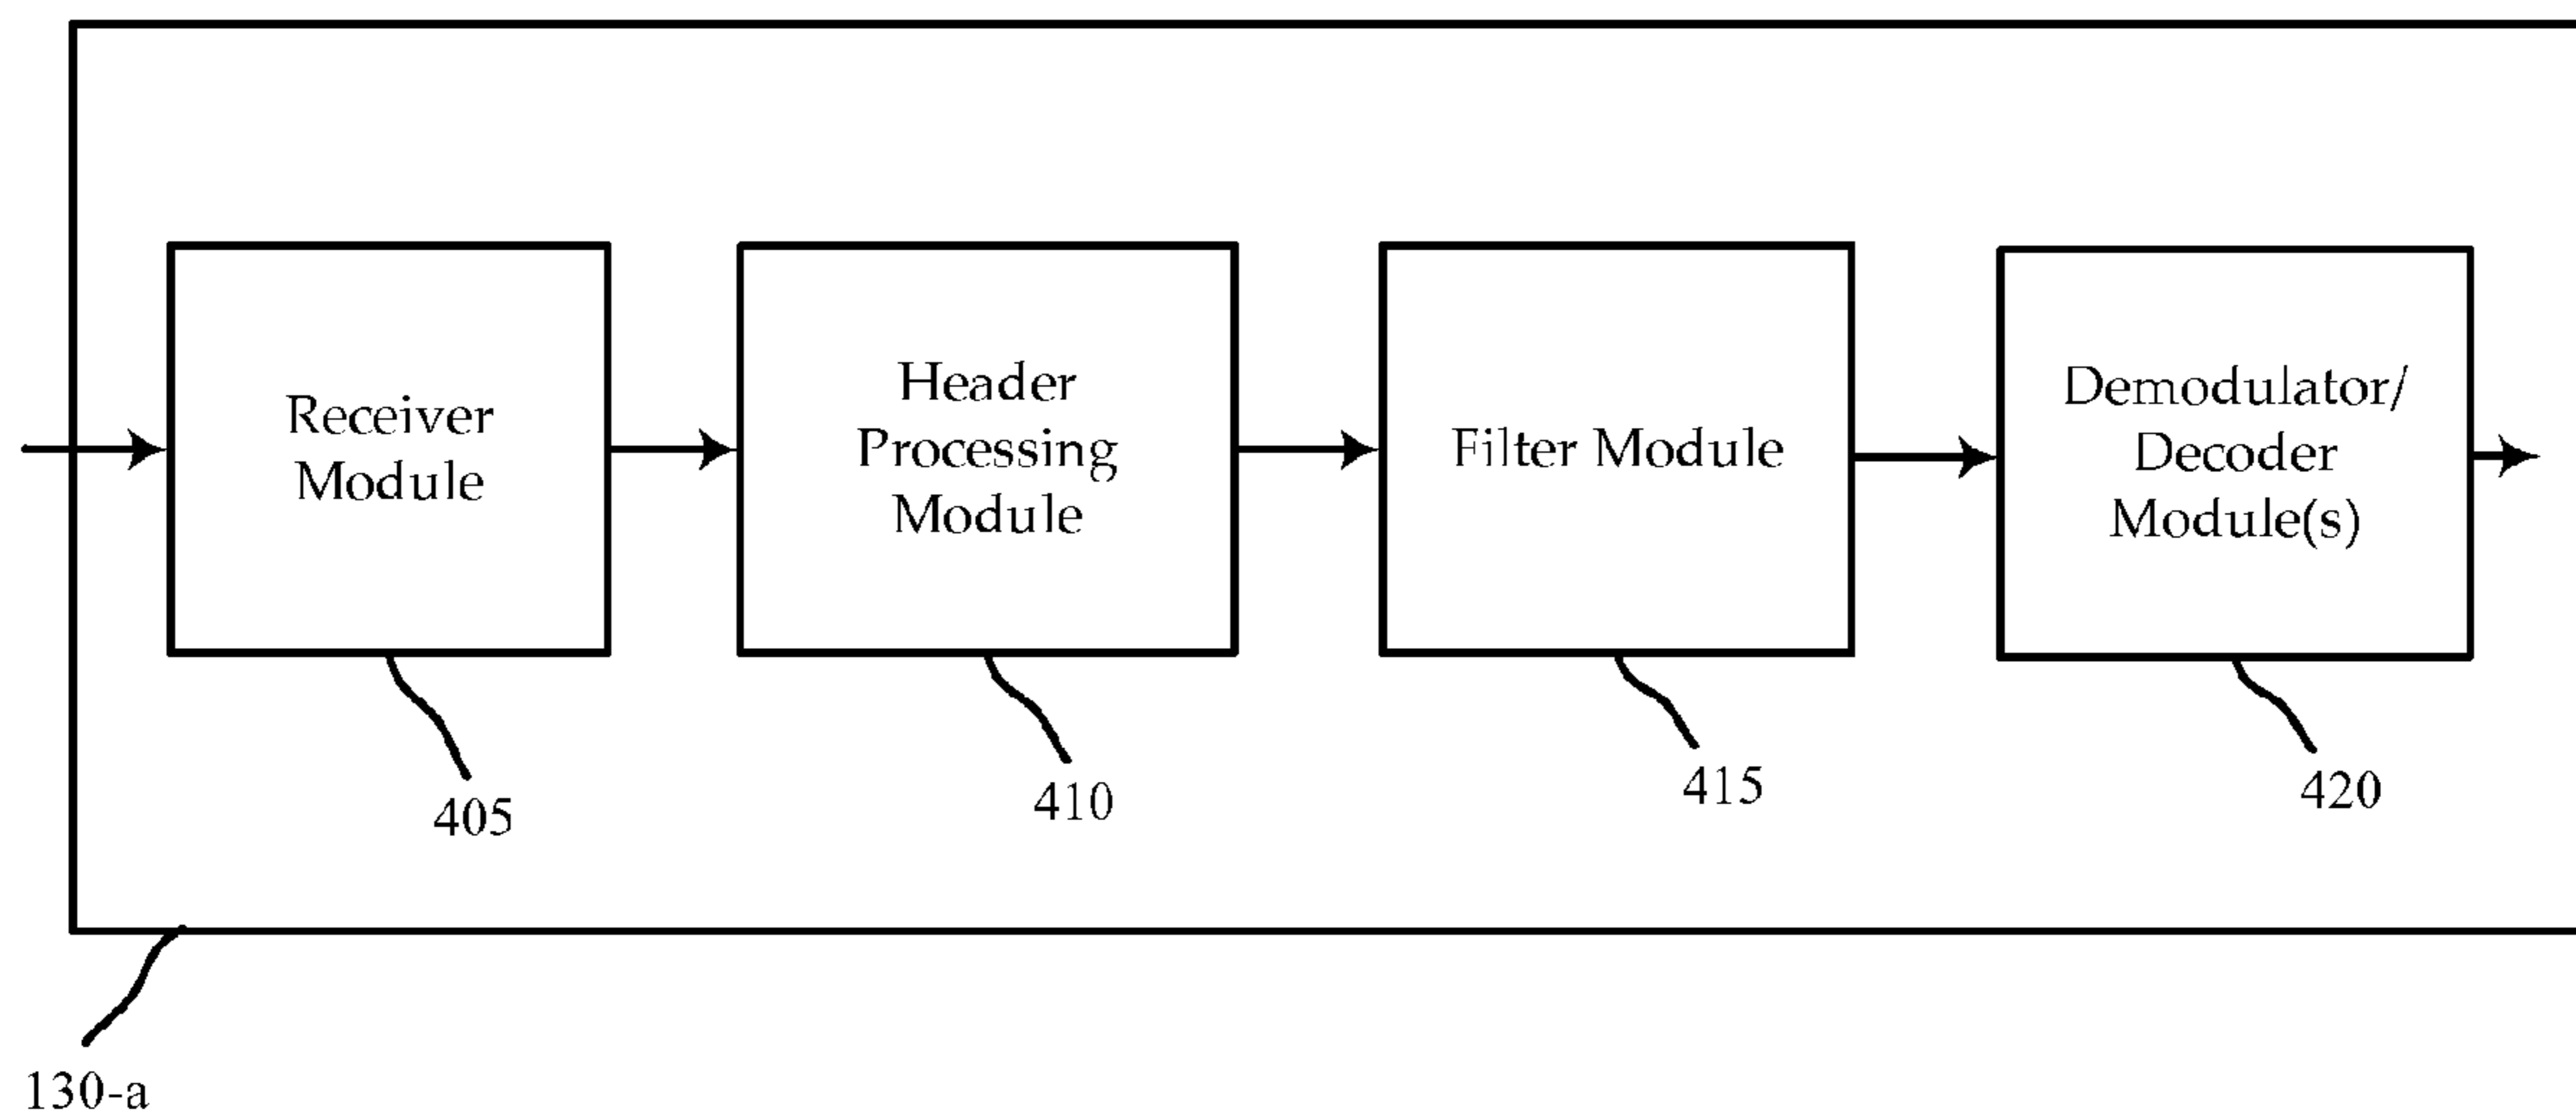 Receiver
Module
Header
Processing
Module
Filter Module
Demodulator/
Decoder
Module(s)
405
410
415
420
130-a